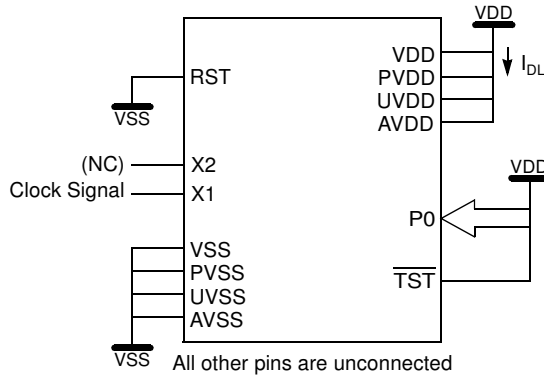 VDD
VDD
PVDD
UVDD
AVDD
I_DL
RST
VSS
(NC)
X2
Clock Signal
X1
VDD
P0
TST
VSS
PVSS
UVSS
AVSS
VSS
All other pins are unconnected